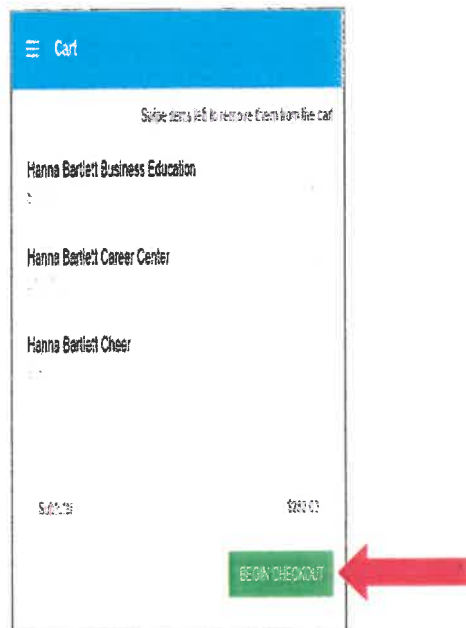 Cart
Swipe items left to remove them from the cart
Hanna Bartlett Business Education
Hanna Bartlett Career Center
Hanna Bartlett Cheer
Subtotal
BEGIN CHECKOUT